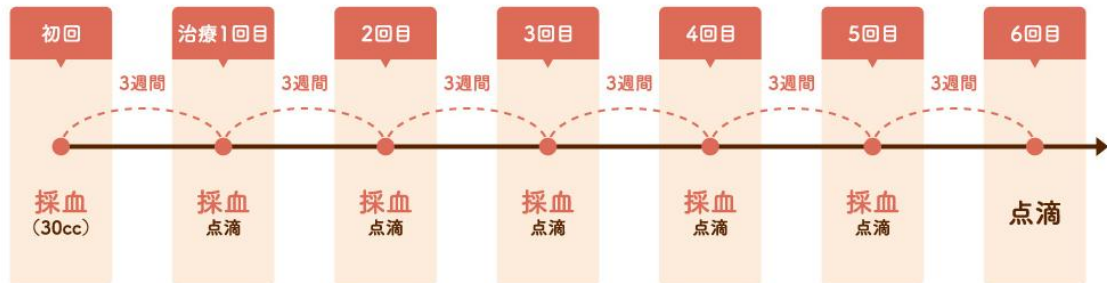 初回
治療1回目
2回目
3回目
4回目
5回目
6回目
3週間
3週間
3週間
3週間
3週間
3週間
採血
(30cc)
採血
点滴
採血
点滴
採血
点滴
採血
点滴
採血
点滴
点滴